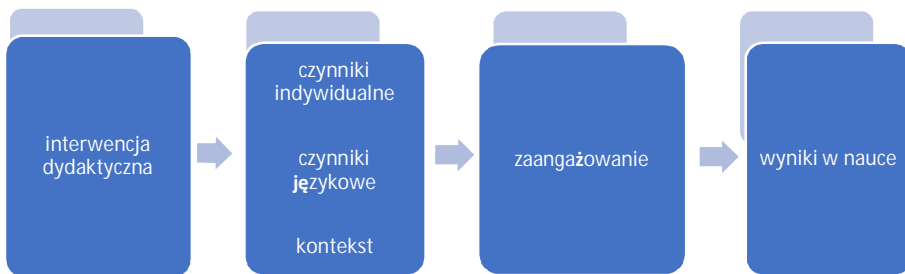 interwencja
dydaktyczna
czynniki
indywidualne
czynniki
językowe
kontekst
zaangażowanie
wyniki w nauce